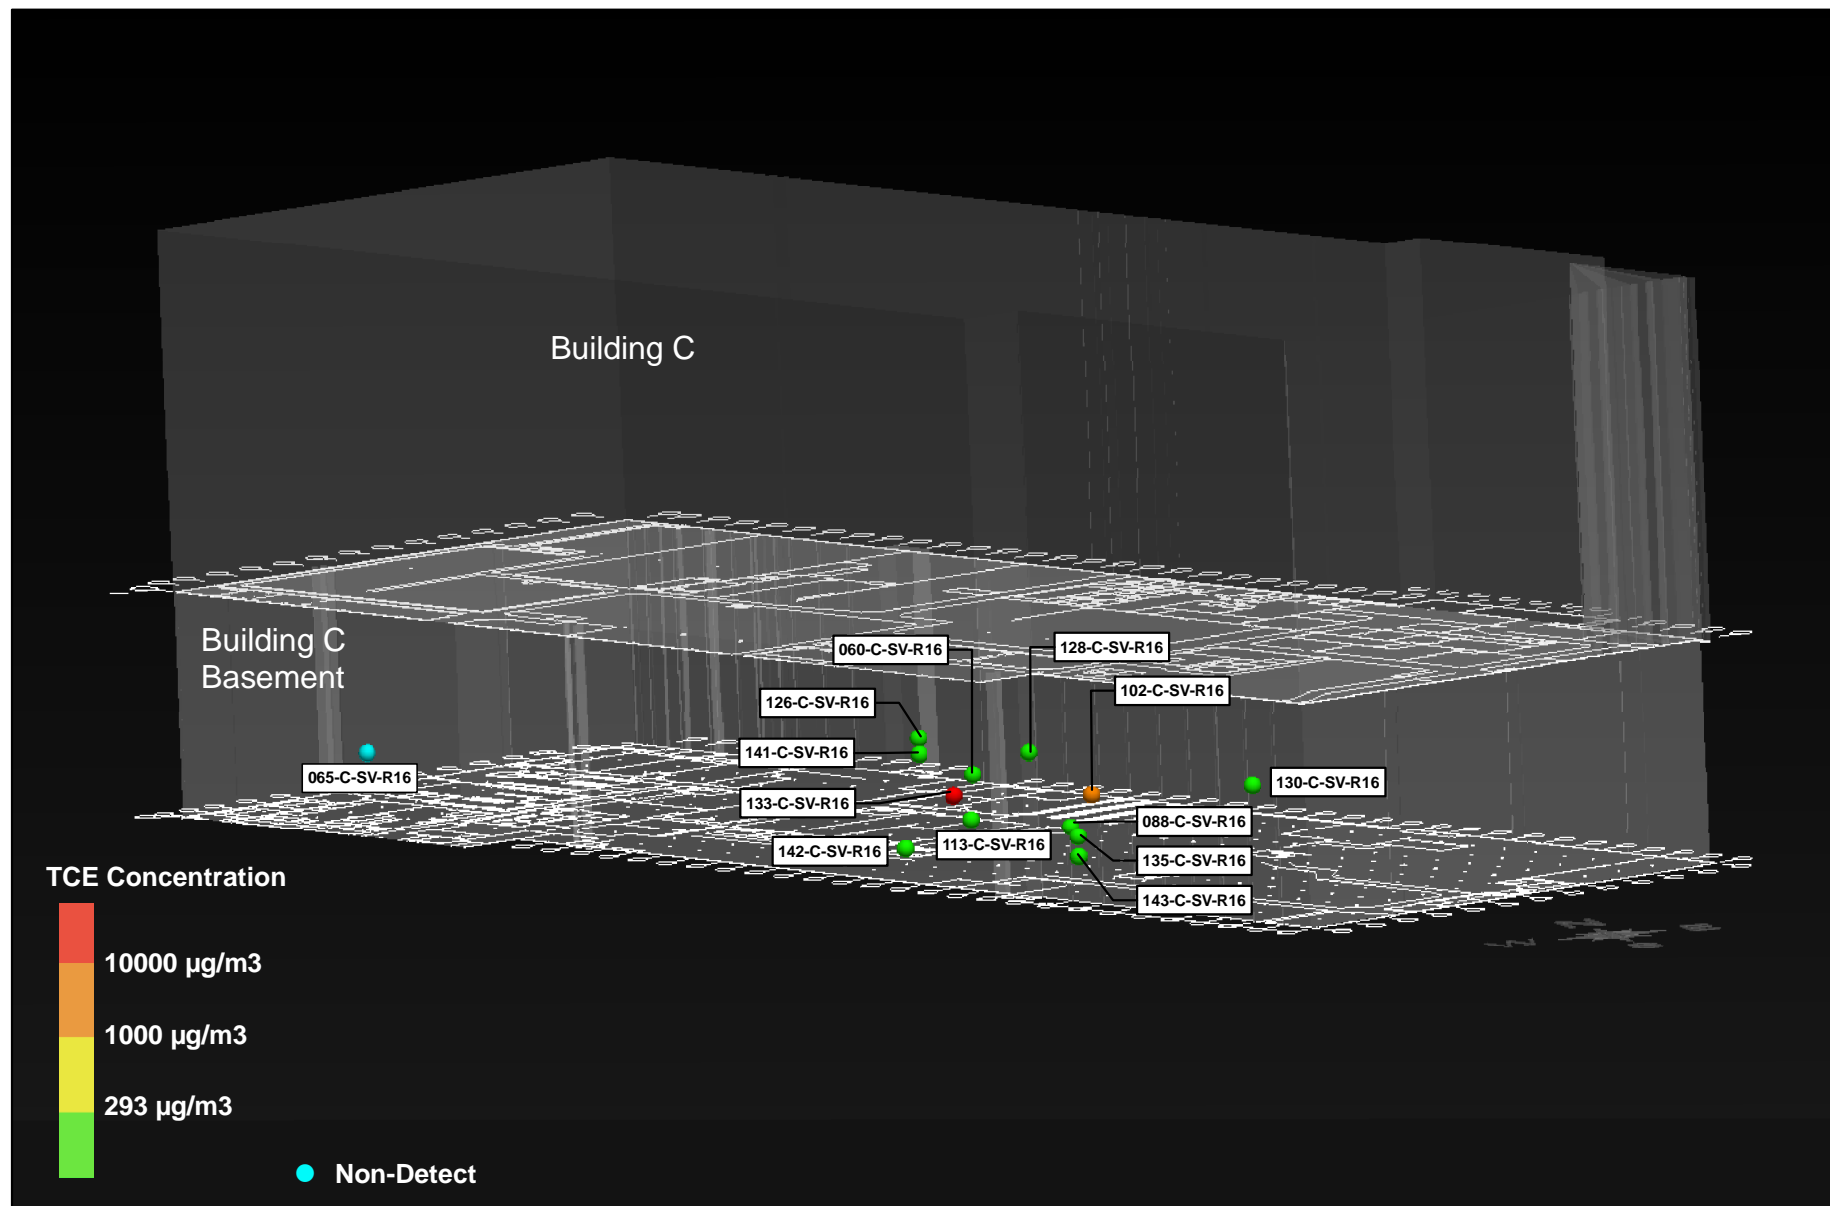 Building C
Building C
Basement
060-C-SV-R16
128-C-SV-R16
102-C-SV-R16
126-C-SV-R16
141-C-SV-R16
065-C-SV-R16
130-C-SV-R16
133-C-SV-R16
088-C-SV-R16
113-C-SV-R16
142-C-SV-R16
135-C-SV-R16
143-C-SV-R16
TCE Concentration
10000 µg/m3
1000 µg/m3
293 µg/m3
Non-Detect